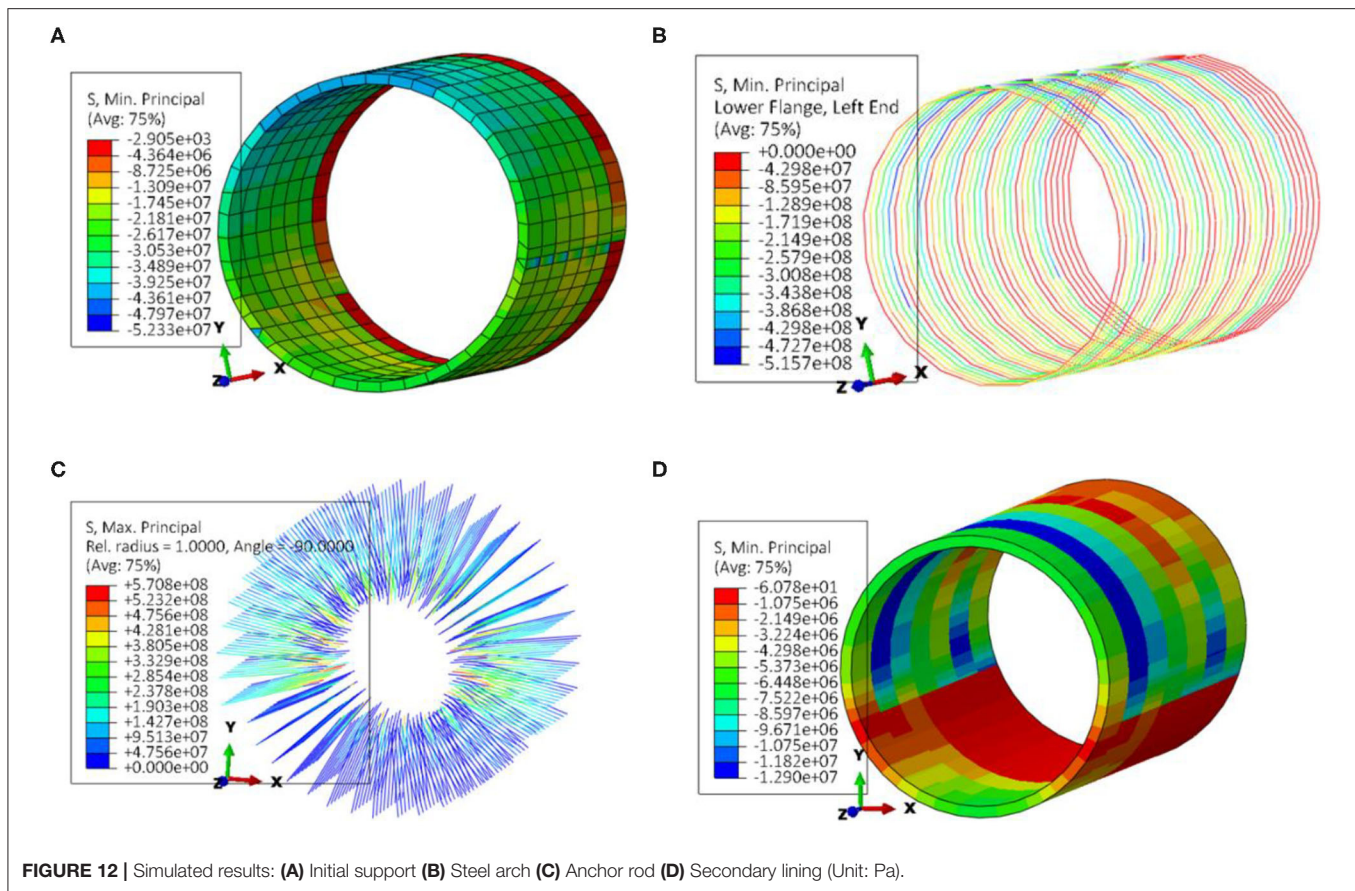 A
S, Min. Principal
(Avg: 75%)
-2.905e+03
-4.364e+06
-8.725e+06
-1.309e+07
-1.745e+07
-2.181e+07
-2.617e+07
-3.053e+07
-3.489e+07
-3.925e+07
-4.361e+07
-4.797e+07
-5.233e+07
Y
Z
X
B
S, Min. Principal
Lower Flange, Left End
(Avg: 75%)
+0.000e+00
-4.298e+07
-8.595e+07
-1.289e+08
-1.719e+08
-2.149e+08
-2.579e+08
-3.008e+08
-3.438e+08
-3.868e+08
-4.298e+08
-4.727e+08
-5.157e+08
Y
Z
X
C
S, Max. Principal
Rel. radius = 1.0000, Angle = -90.0000
(Avg: 75%)
+5.708e+08
+5.232e+08
+4.756e+08
+4.281e+08
+3.805e+08
+3.329e+08
+2.854e+08
+2.378e+08
+1.903e+08
+1.427e+08
+9.513e+07
+4.756e+07
+0.000e+00
Y
Z
X
D
S, Min. Principal
(Avg: 75%)
-6.078e+01
-1.075e+06
-2.149e+06
-3.224e+06
-4.298e+06
-5.373e+06
-6.448e+06
-7.522e+06
-8.597e+06
-9.671e+06
-1.075e+07
-1.182e+07
-1.290e+07
Y
Z
X
FIGURE 12 | Simulated results: (A) Initial support (B) Steel arch (C) Anchor rod (D) Secondary lining (Unit: Pa).